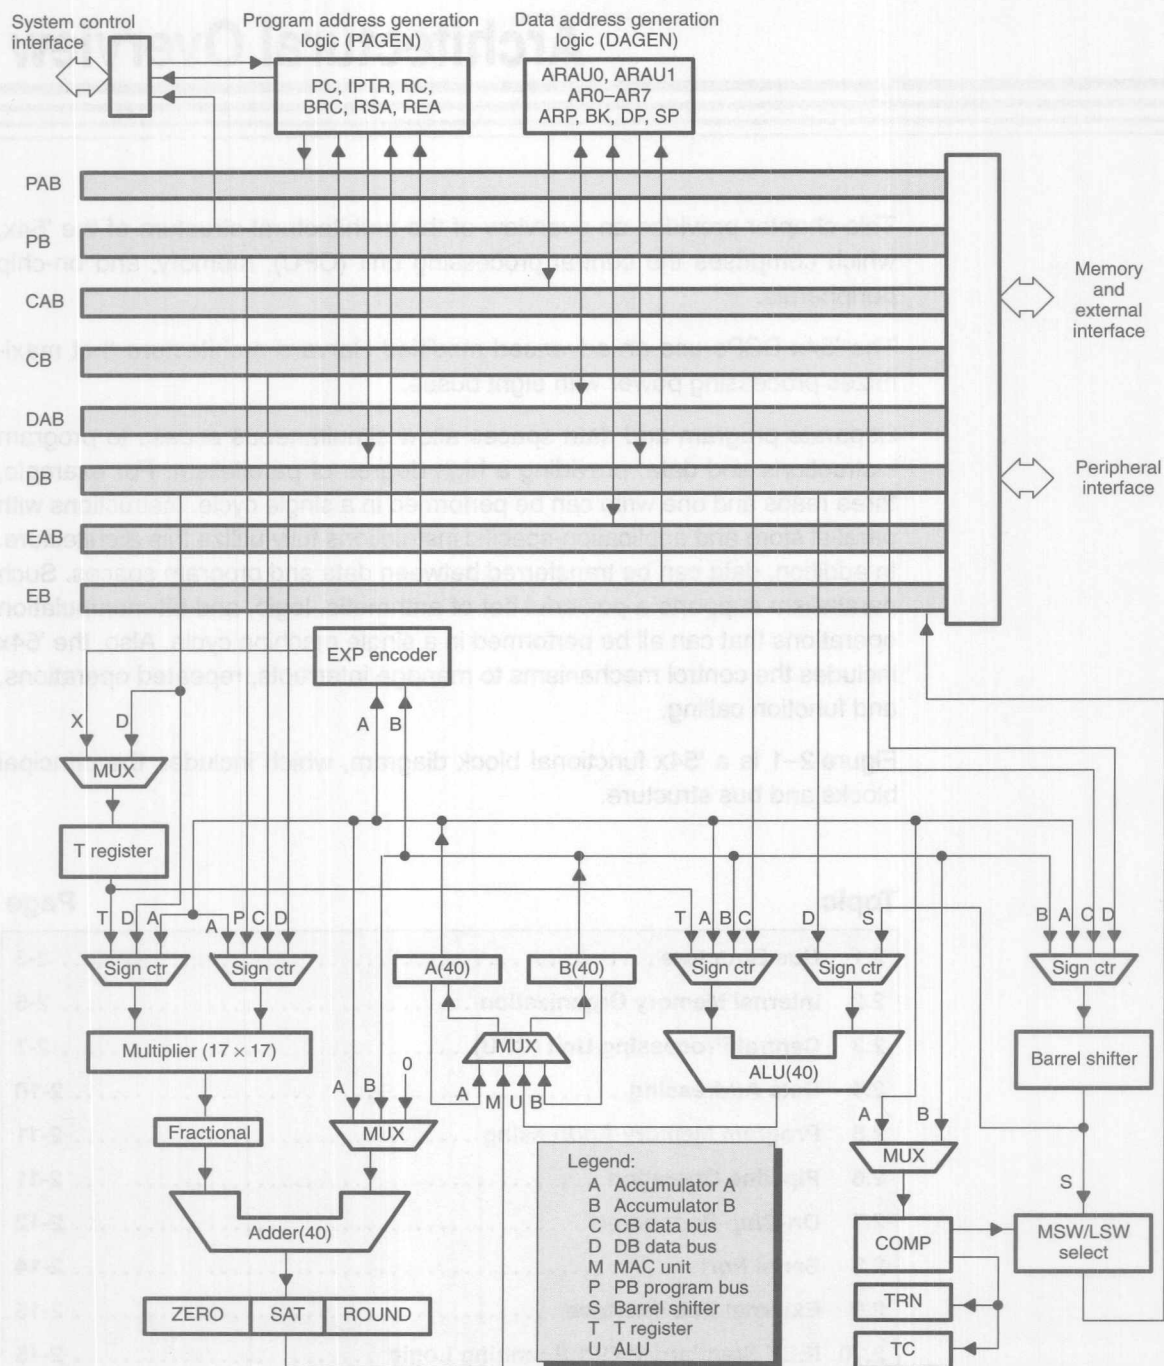 System control
interface
Program address generation
logic (PAGEN)
Data address generation
logic (DAGEN)
PC, IPTR, RC,
BRC, RSA, REA
ARAU0, ARAU1
AR0–AR7
ARP, BK, DP, SP
PAB
PB
CAB
CB
DAB
DB
EAB
EB
Memory
and
external
interface
Peripheral
interface
EXP encoder
X D
A B
MUX
T register
T D A
A P C D
T A B C
D S
B A C D
Sign ctr
Sign ctr
A(40)
B(40)
Sign ctr
Sign ctr
Sign ctr
Multiplier (17 × 17)
A B 0
MUX
A M U B
ALU(40)
Barrel shifter
Fractional
MUX
A B
MUX
S
Adder(40)
COMP
MSW/LSW
select
ZERO SAT ROUND
TRN
TC
Legend:
A Accumulator A
B Accumulator B
C CB data bus
D DB data bus
M MAC unit
P PB program bus
S Barrel shifter
T T register
U ALU